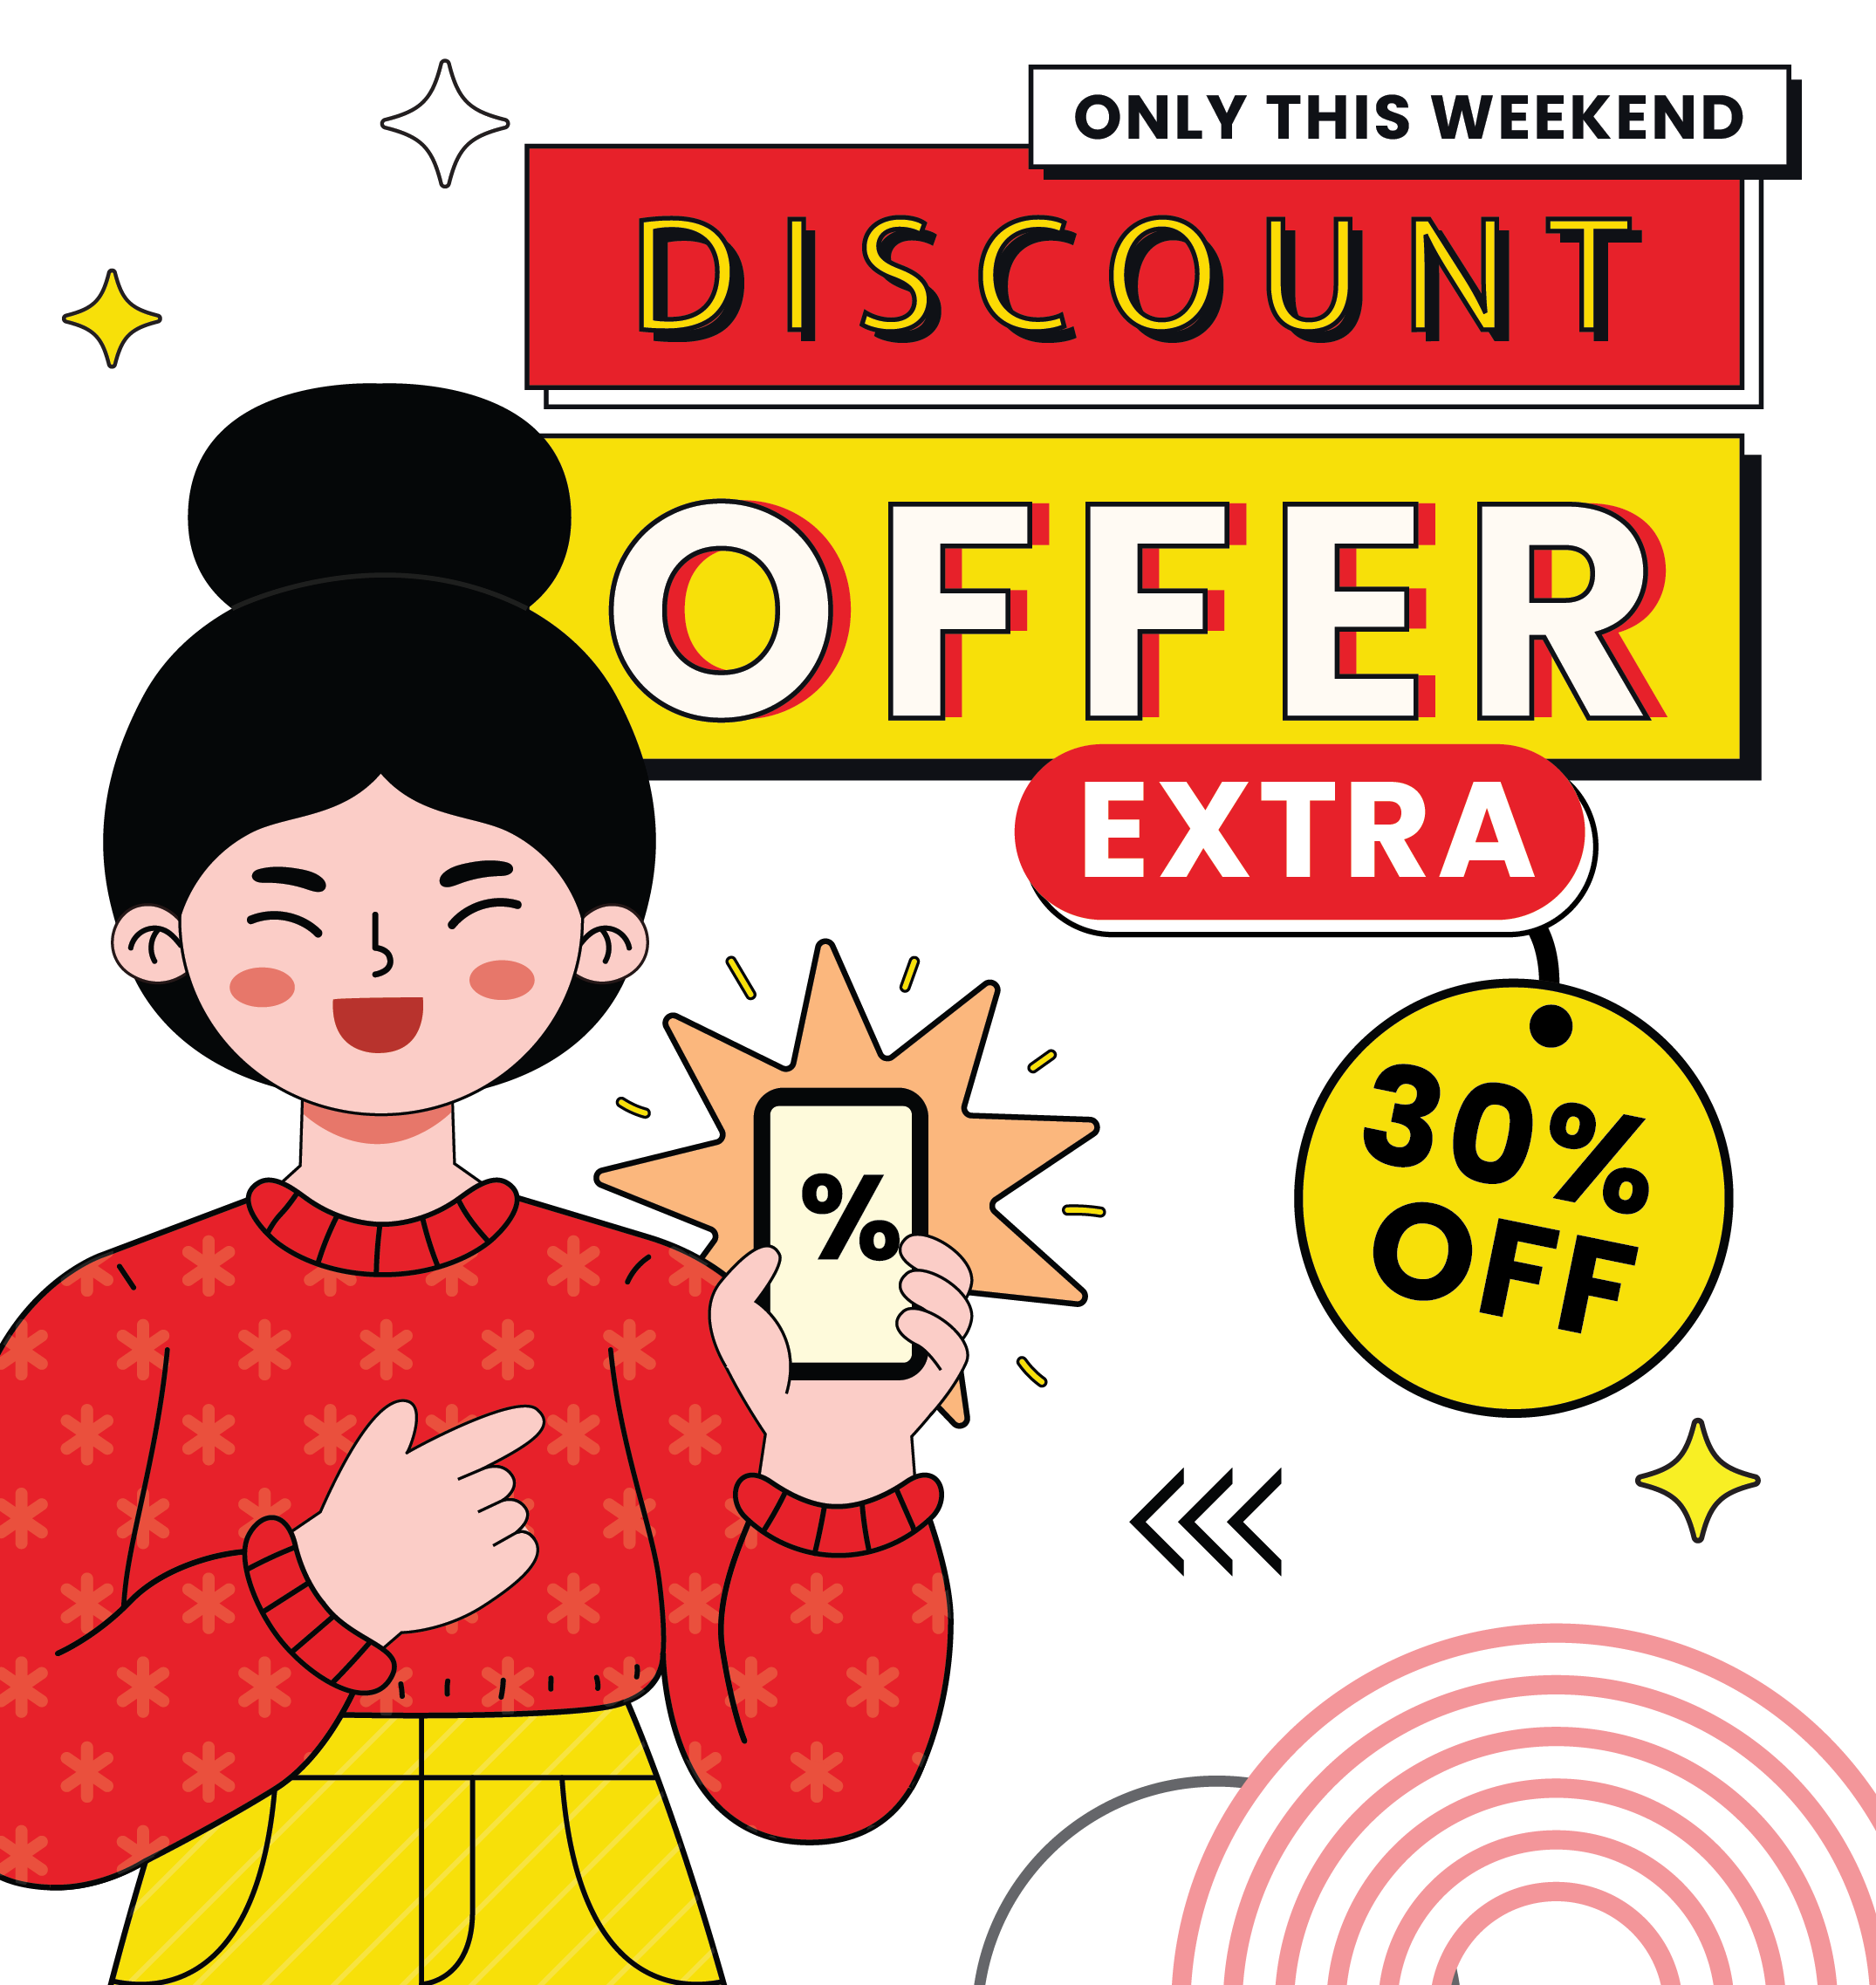 ONLY THIS WEEKEND
DISCOUNT
OFFER
EXTRA
30%
OFF
%